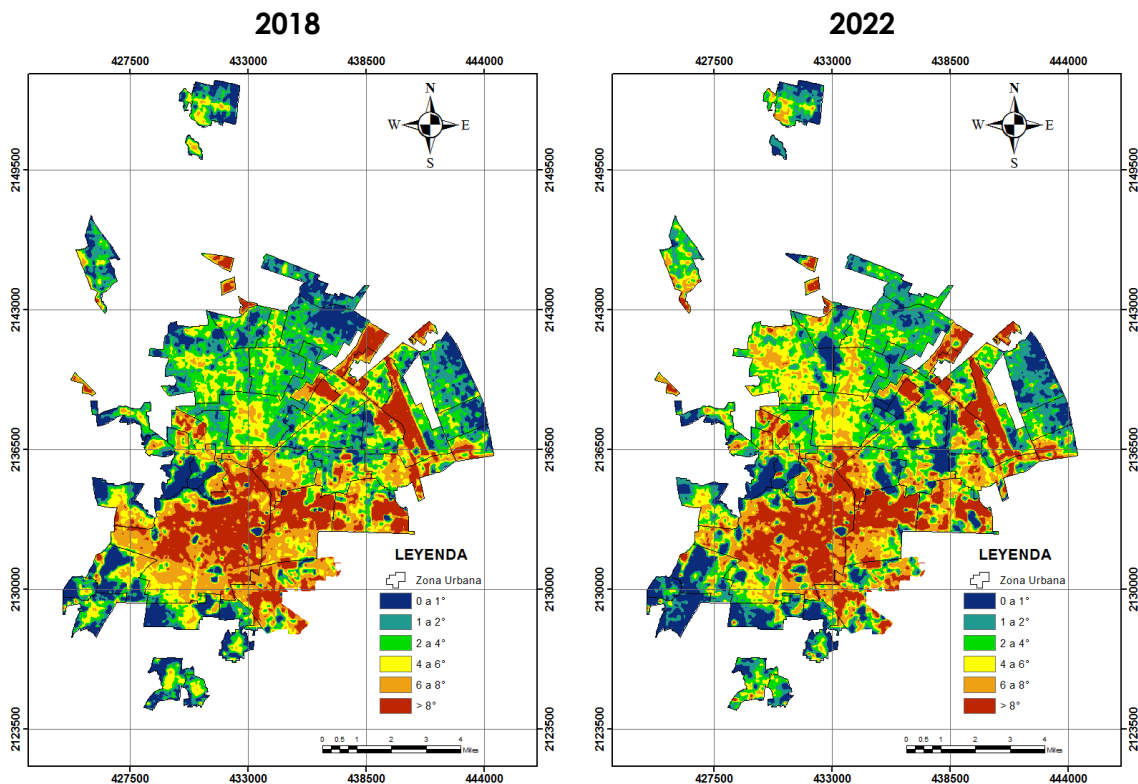 2018
2022
427500 433000 438500 444000
427500 433000 438500 444000
N
W E
S
N
W E
S
2149500 2149500
2149500 2149500
2143000 2143000
2143000 2143000
2136500 2136500
2136500 2136500
2130000 2130000
2130000 2130000
2123500 2123500
2123500 2123500
LEYENDA
Zona Urbana
0 a 1°
1 a 2°
2 a 4°
4 a 6°
6 a 8°
> 8°
0 0.5 1 2 3 4
Miles
LEYENDA
Zona Urbana
0 a 1°
1 a 2°
2 a 4°
4 a 6°
6 a 8°
> 8°
0 0.5 1 2 3 4
Miles
427500 433000 438500 444000
427500 433000 438500 444000